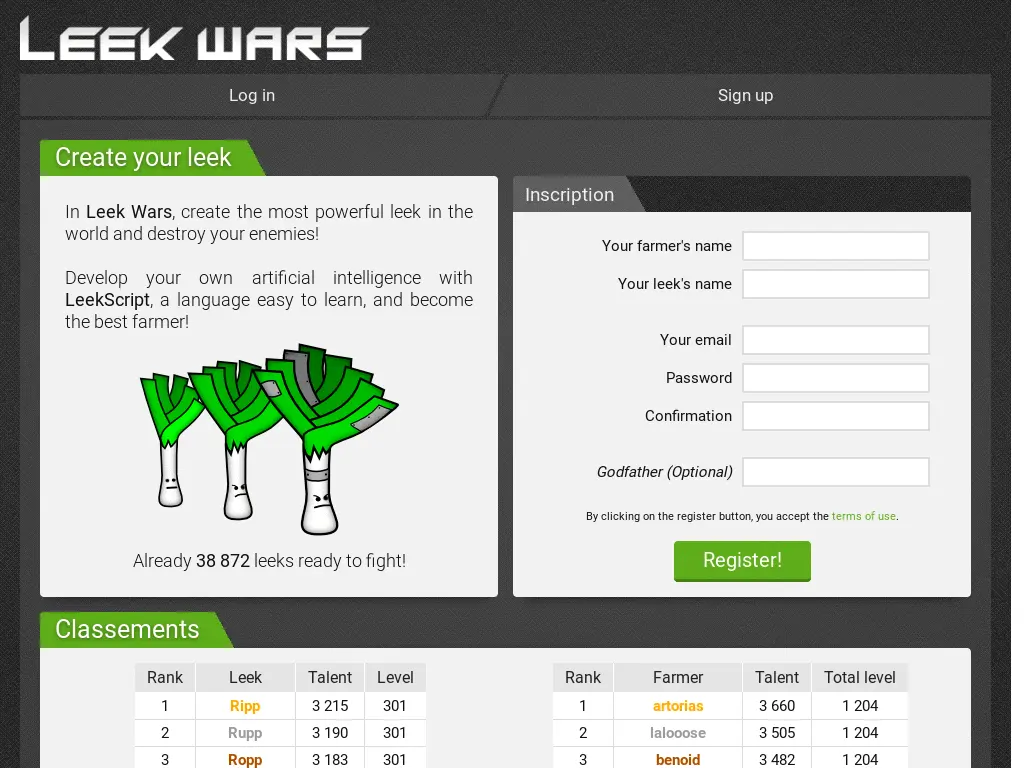 LEEK WARS
Log in
Sign up
Create your leek
In Leek Wars, create the most powerful leek in the
world and destroy your enemies!
Develop your own artificial intelligence with
LeekScript, a language easy to learn, and become
the best farmer!
Already 38 872 leeks ready to fight!
Inscription
Your farmer's name
Your leek's name
Your email
Password
Confirmation
Godfather (Optional)
By clicking on the register button, you accept the terms of use.
Register!
Classements
Rank Leek Talent Level
1 Ripp 3 215 301
2 Rupp 3 190 301
3 Ropp 3 183 301
Rank Farmer Talent Total level
1 artorias 3 660 1 204
2 lalooose 3 505 1 204
3 benoid 3 482 1 204